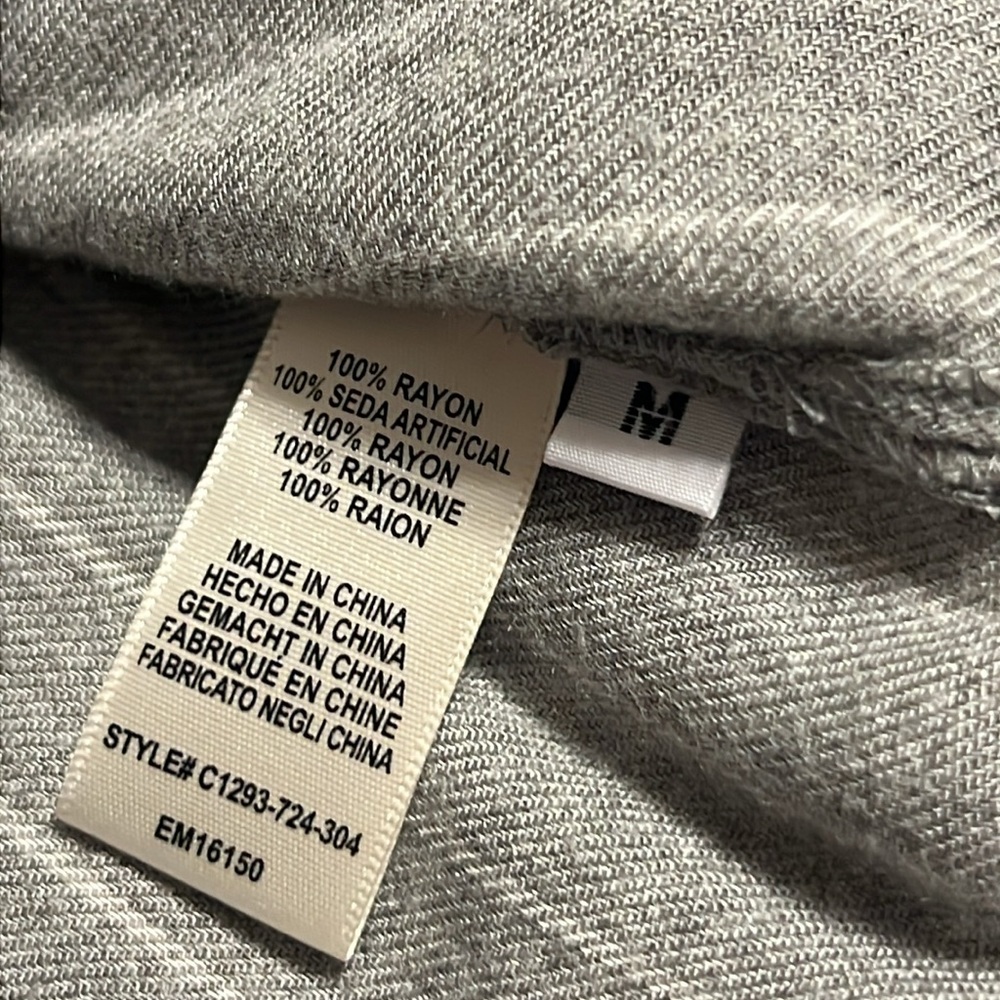 100% RAYON
100% SEDA ARTIFICIAL
100% RAYON
100% RAYONNE
100% RAION
MADE IN CHINA
HECHO EN CHINA
GEMACHT IN CHINA
FABRIQUÉ EN CHINE
FABRICATO NEGLI CHINA
STYLE# C1293-724-304
EM16150
M